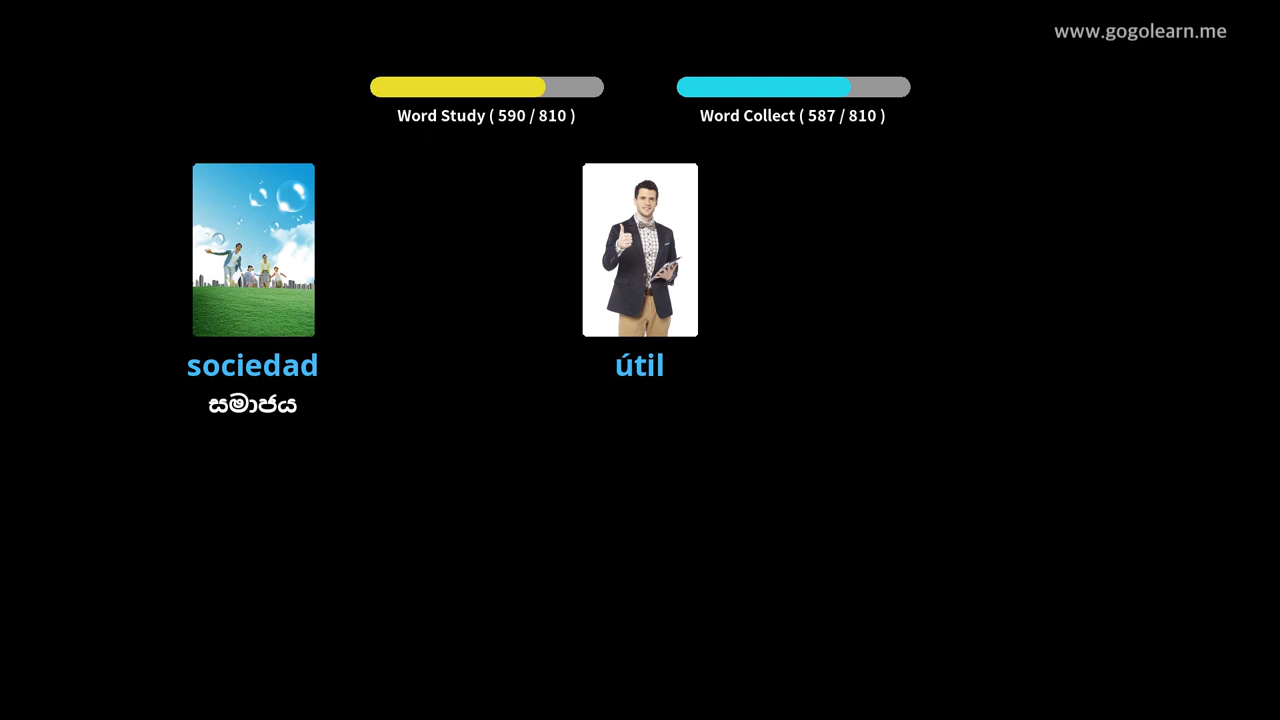 www.gogolearn.me
Word Study ( 590 / 810 )
Word Collect ( 587 / 810 )
sociedad
සමාජය
útil